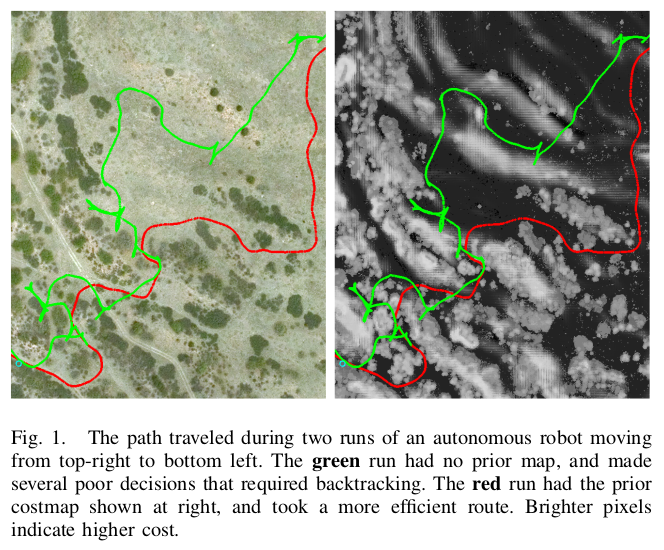 Fig. 1. The path traveled during two runs of an autonomous robot moving
from top-right to bottom left. The green run had no prior map, and made
several poor decisions that required backtracking. The red run had the prior
costmap shown at right, and took a more efficient route. Brighter pixels
indicate higher cost.